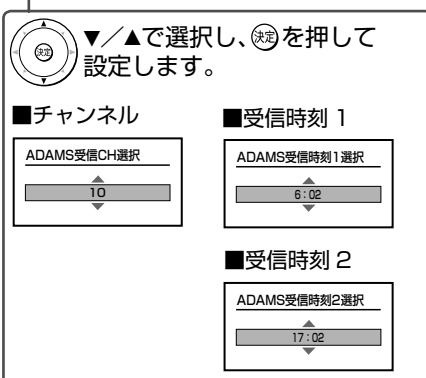 ▼／▲で選択し、決定を押して
設定します。
決定
■チャンネル
ADAMS受信CH選択
10
■受信時刻 1
ADAMS受信時刻1選択
6：02
■受信時刻 2
ADAMS受信時刻2選択
17：02